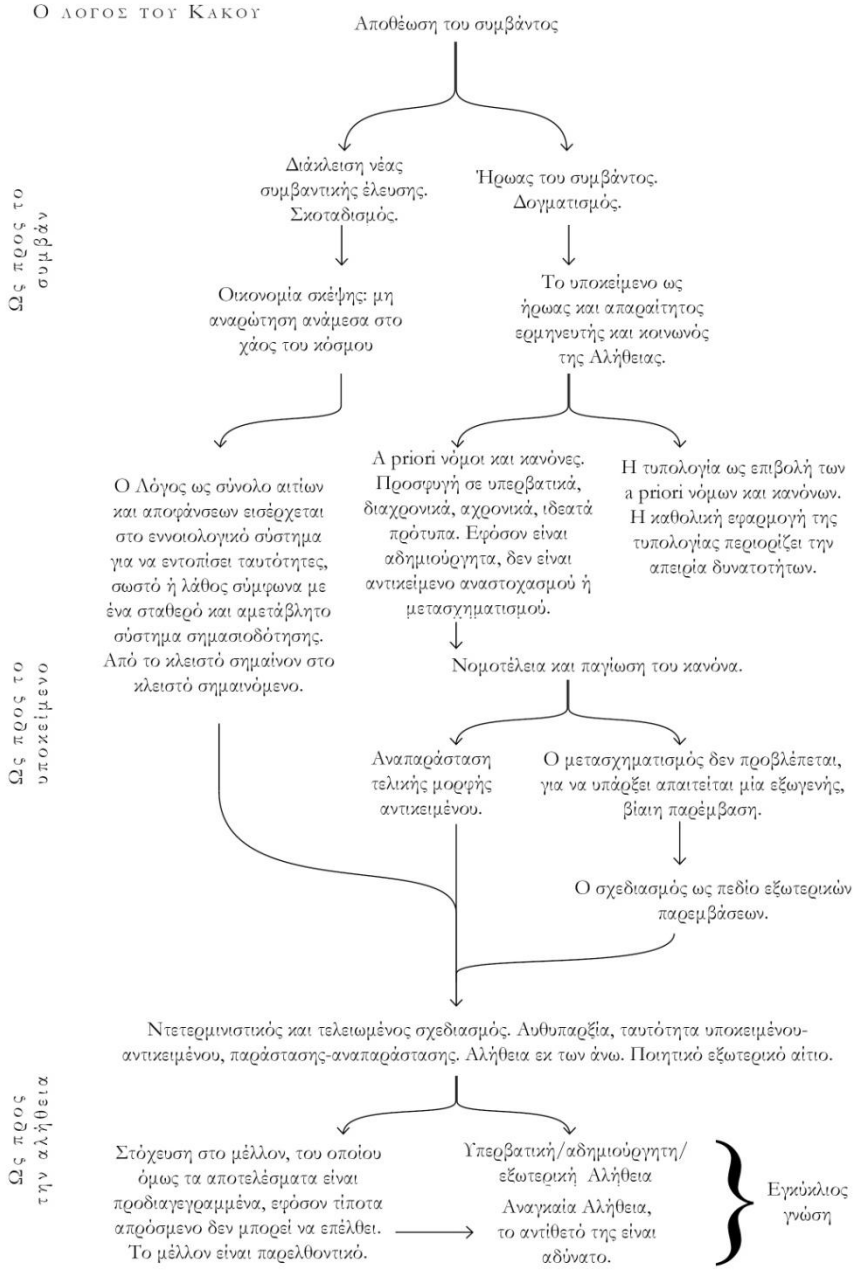 Ο ΛΟΓΟΣ ΤΟΥ ΚΑΚΟΥ
Αποθέωση του συμβάντος
Ως προς το
συμβάν
Διάκλειση νέας
συμβαντικής έλευσης.
Σκοταδισμός.
Ήρωας του συμβάντος.
Δογματισμός.
Οικονομία σκέψης: μη
αναρώτηση ανάμεσα στο
χάος του κόσμου
Το υποκείμενο ως
ήρωας και απαραίτητος
ερμηνευτής και κοινωνός
της Αλήθειας.
Ως προς το
υποκείμενο
Ο Λόγος ως σύνολο αιτίων
και αποφάνσεων εισέρχεται
στο εννοιολογικό σύστημα
για να εντοπίσει ταυτότητες,
σωστό ή λάθος σύμφωνα με
ένα σταθερό και αμετάβλητο
σύστημα σημασιοδότησης.
Από το κλειστό σημαίνον στο
κλειστό σημαινόμενο.
A priori νόμοι και κανόνες.
Προσφυγή σε υπερβατικά,
διαχρονικά, αχρονικά, ιδεατά
πρότυπα. Εφόσον είναι
αδημιούργητα, δεν είναι
αντικείμενο αναστοχασμού ή
μετασχηματισμού.
Η τυπολογία ως επιβολή των
a priori νόμων και κανόνων.
Η καθολική εφαρμογή της
τυπολογίας περιορίζει την
απειρία δυνατοτήτων.
Νομοτέλεια και παγίωση του κανόνα.
Αναπαράσταση
τελικής μορφής
αντικειμένου.
Ο μετασχηματισμός δεν προβλέπεται,
για να υπάρξει απαιτείται μία εξωγενής,
βίαιη παρέμβαση.
Ο σχεδιασμός ως πεδίο εξωτερικών
παρεμβάσεων.
Ως προς
την αλήθεια
Ντετερμινιστικός και τελειωμένος σχεδιασμός. Αυθυπαρξία, ταυτότητα υποκειμένου-
αντικειμένου, παράστασης-αναπαράστασης. Αλήθεια εκ των άνω. Ποιητικό εξωτερικό αίτιο.
Στόχευση στο μέλλον, του οποίου
όμως τα αποτελέσματα είναι
προδιαγεγραμμένα, εφόσον τίποτα
απρόσμενο δεν μπορεί να επέλθει.
Το μέλλον είναι παρελθοντικό.
Υπερβατική/αδημιούργητη/
εξωτερική Αλήθεια
Αναγκαία Αλήθεια,
το αντίθετό της είναι
αδύνατο.
Εγκύκλιος
γνώση